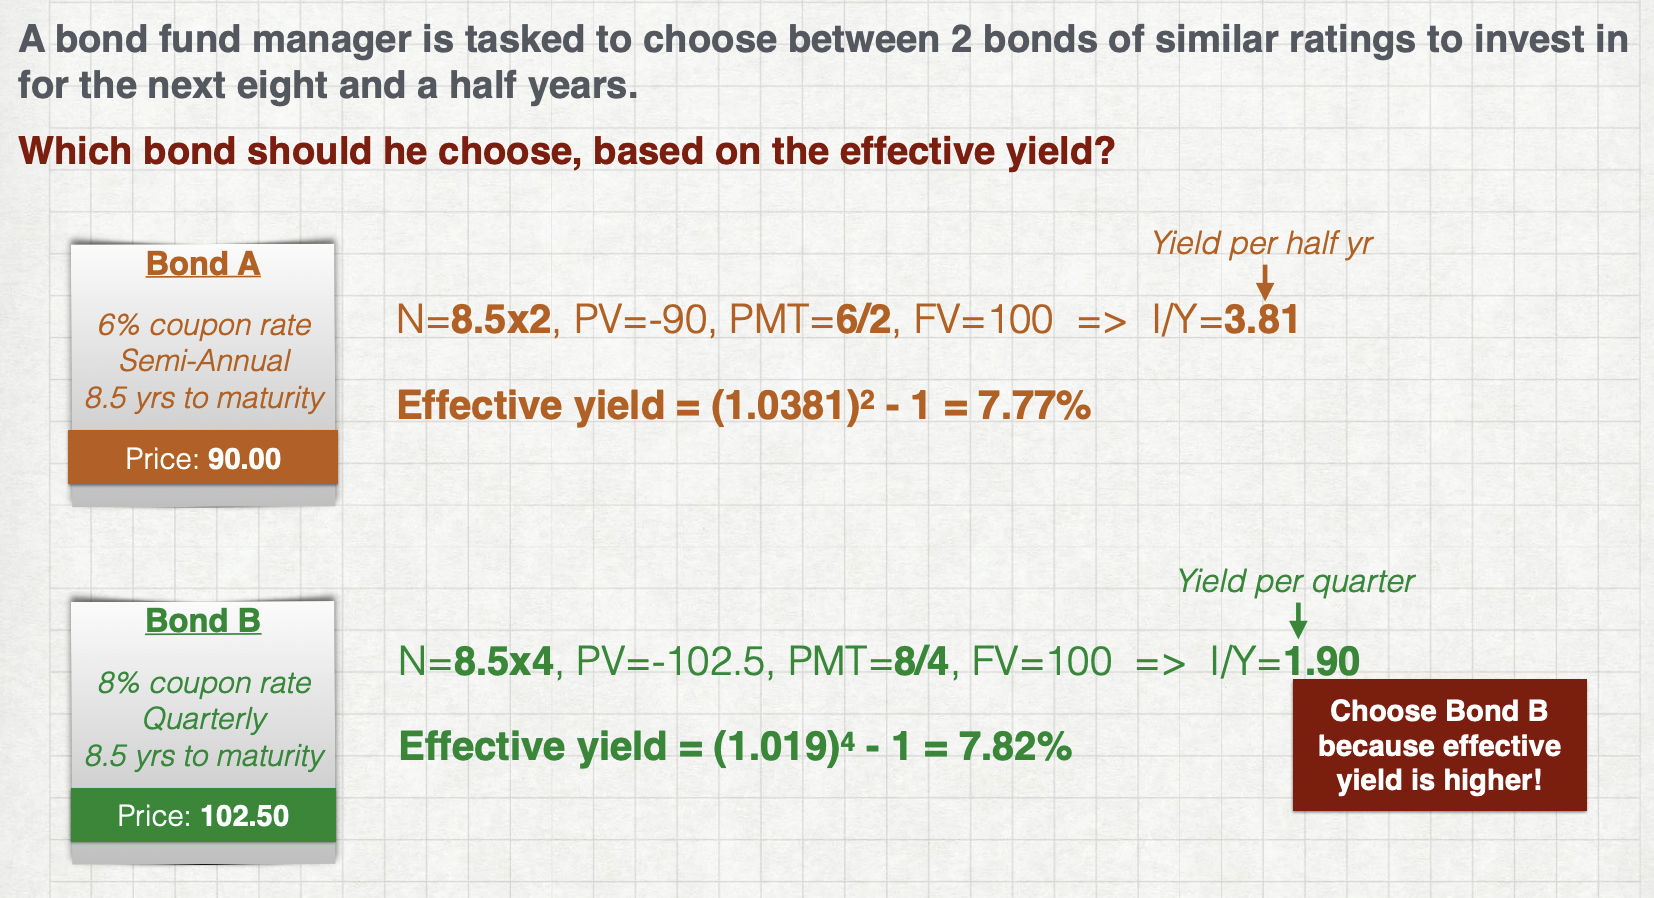 A bond fund manager is tasked to choose between 2 bonds of similar ratings to invest in
for the next eight and a half years.
Which bond should he choose, based on the effective yield?
Bond A
6% coupon rate
Semi-Annual
8.5 yrs to maturity
Price: 90.00
Yield per half yr
N=8.5x2, PV=-90, PMT=6/2, FV=100 => I/Y=3.81
Effective yield = (1.0381)² - 1 = 7.77%
Bond B
8% coupon rate
Quarterly
8.5 yrs to maturity
Price: 102.50
Yield per quarter
N=8.5x4, PV=-102.5, PMT=8/4, FV=100 => I/Y=1.90
Effective yield = (1.019)⁴ - 1 = 7.82%
Choose Bond B
because effective
yield is higher!